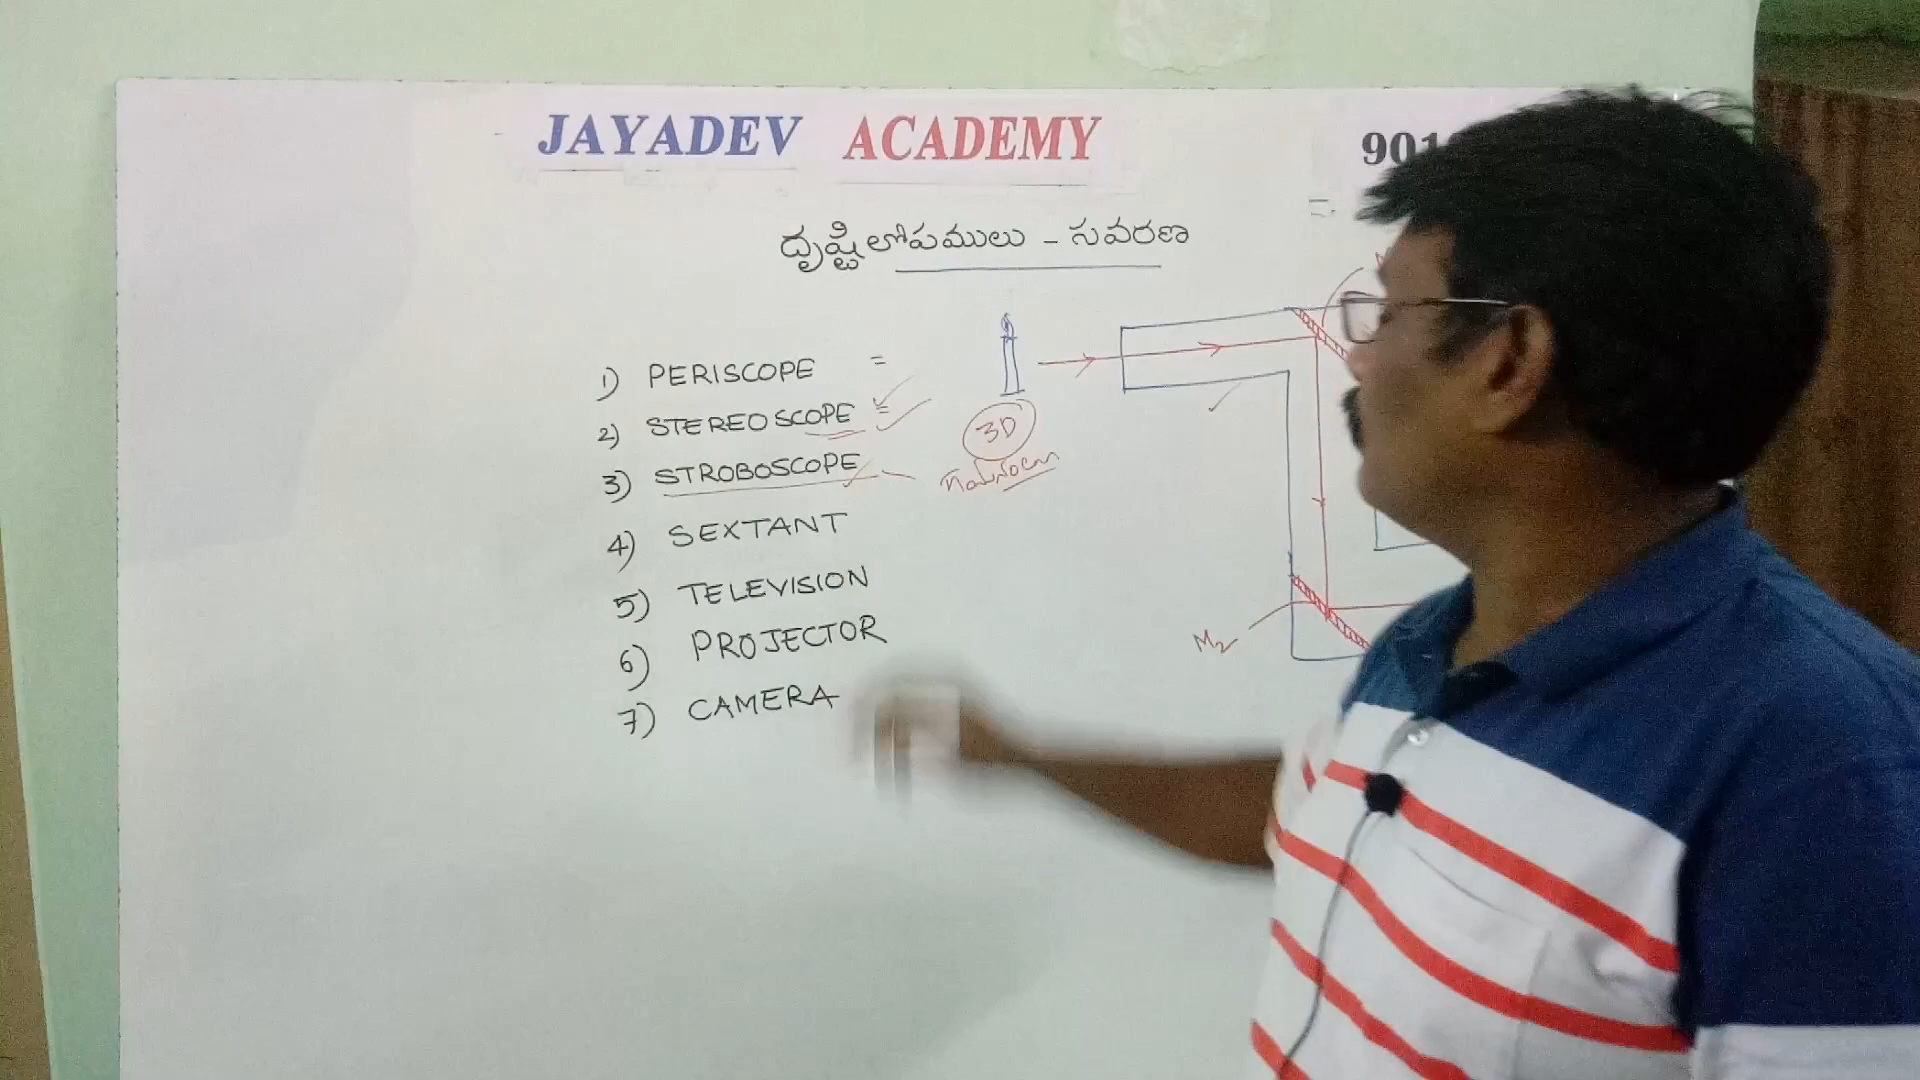 JAYADEV ACADEMY
901
దృష్టిలోపములు - సవరణ
1) PERISCOPE =
2) STEREOSCOPE =
3D
3) STROBOSCOPE
4) SEXTANT
5) TELEVISION
6) PROJECTOR
M2
7) CAMERA